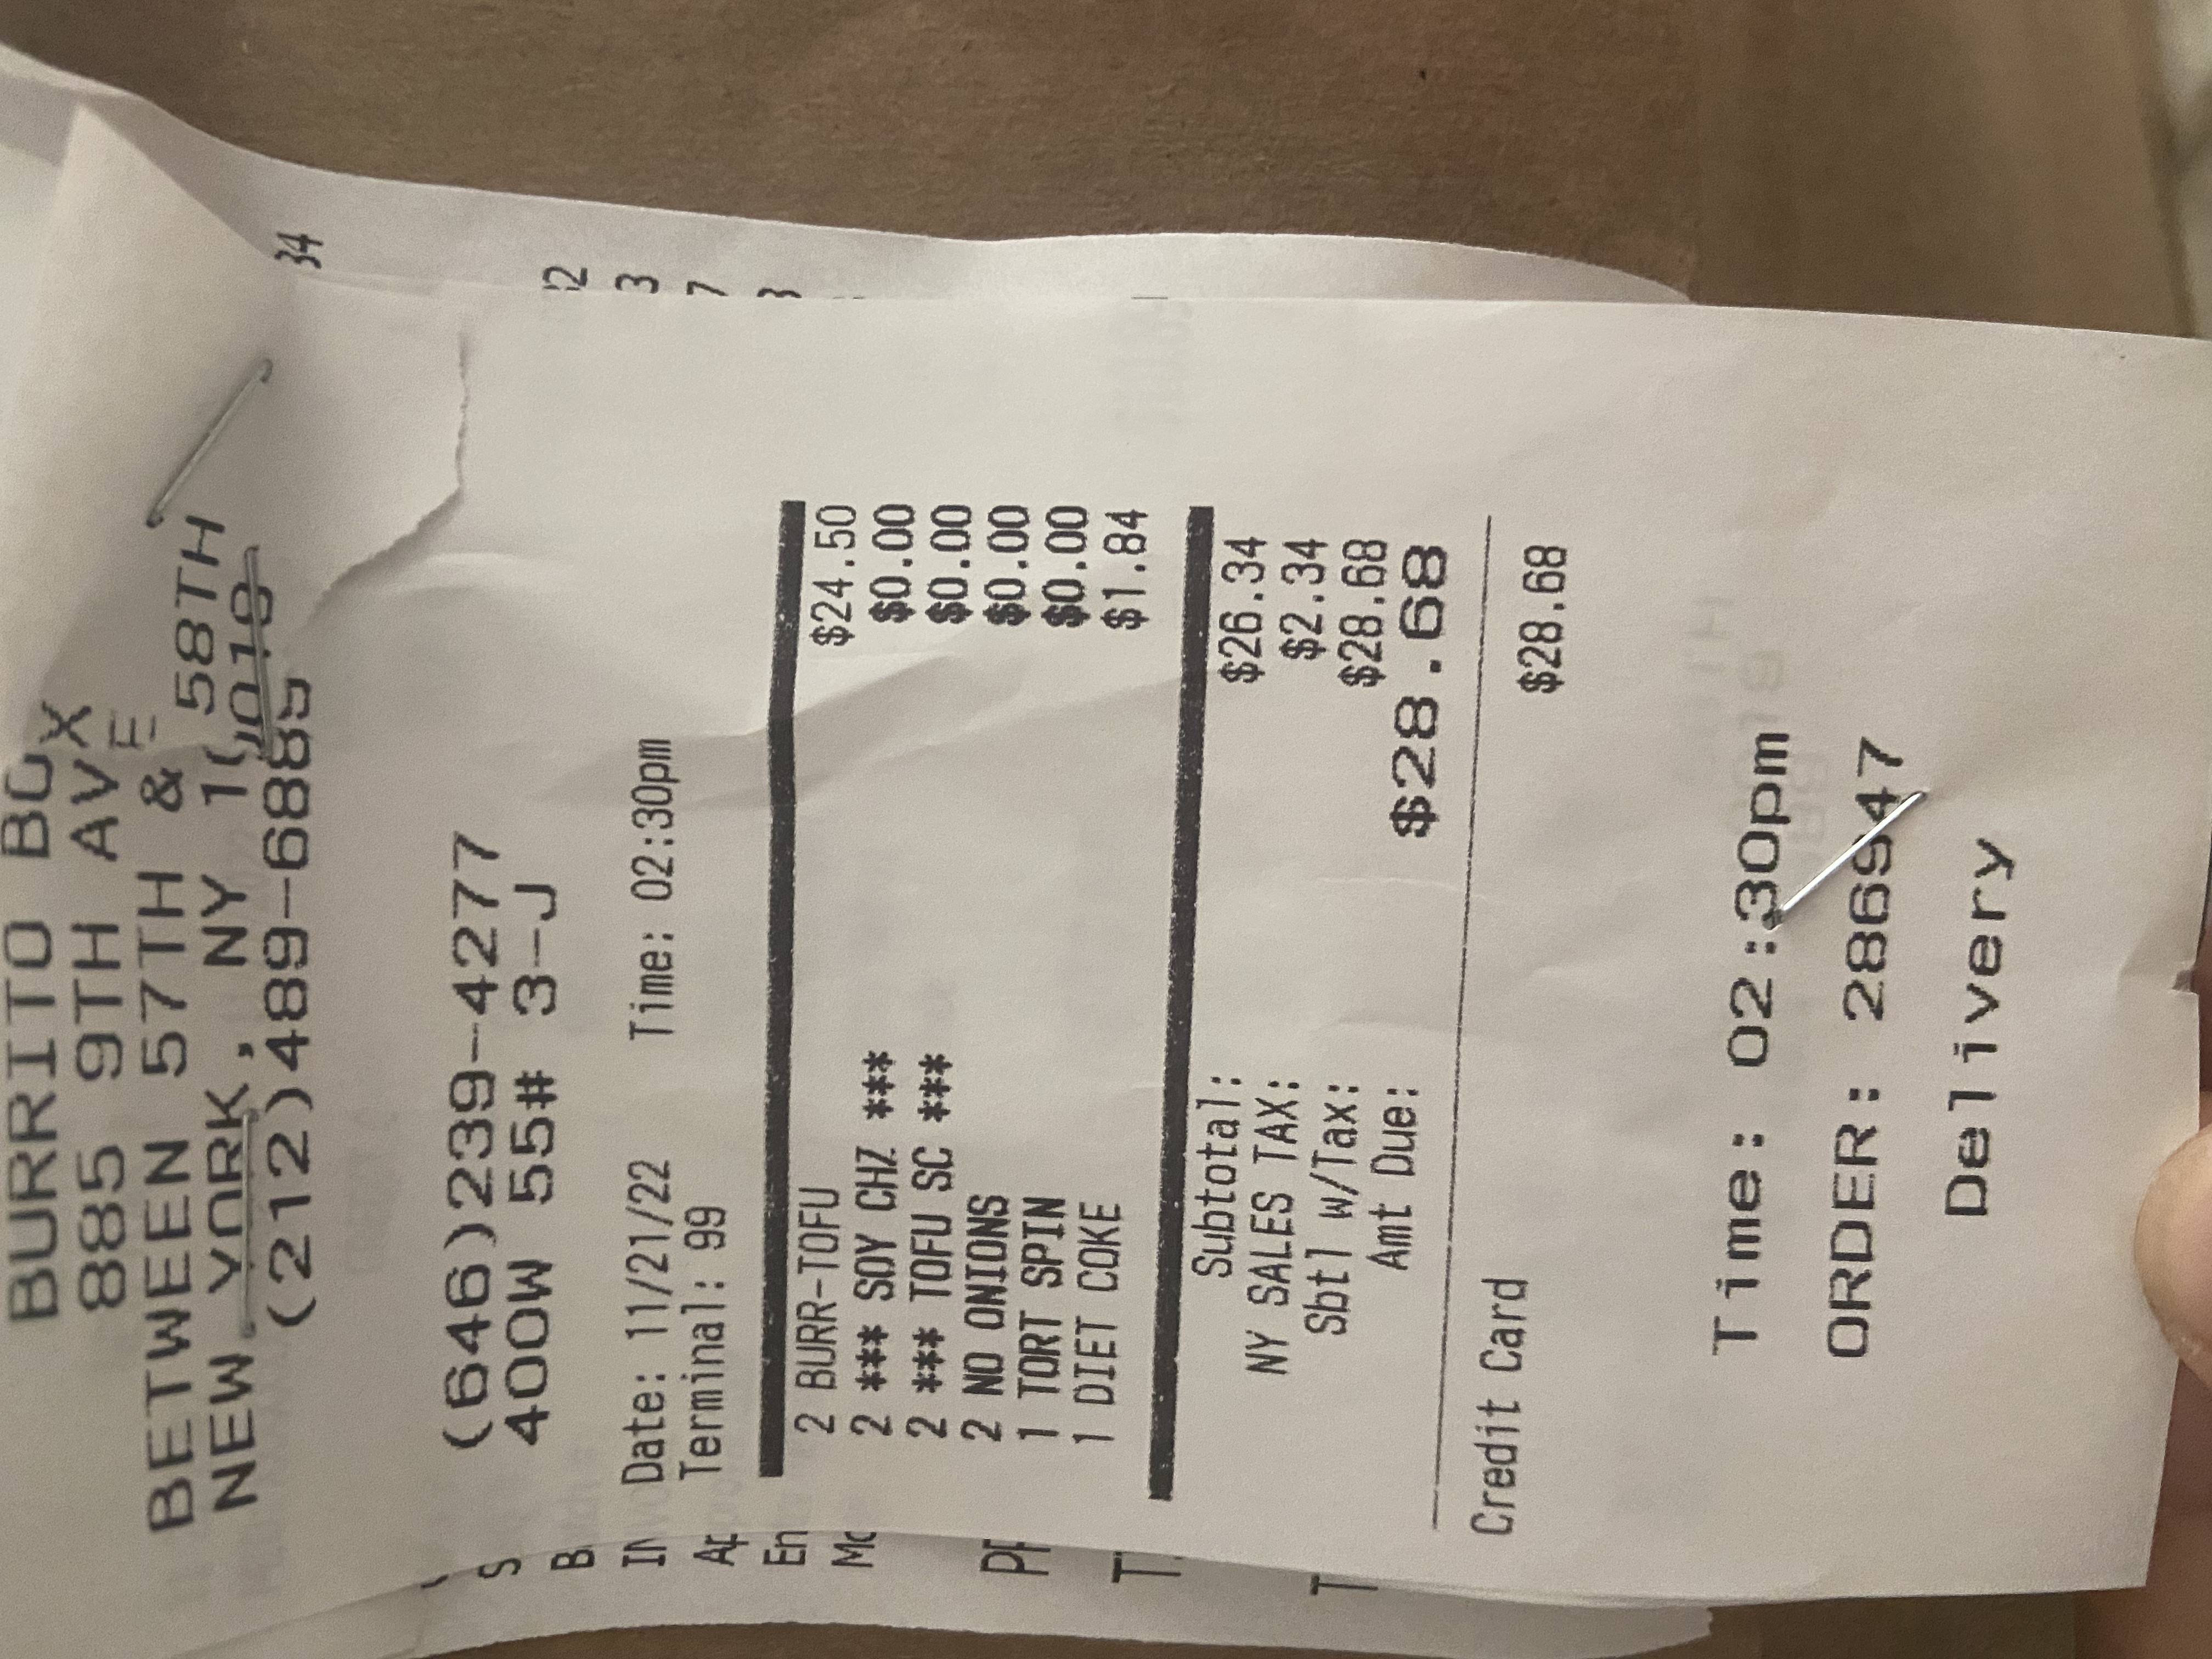 BURRITO BOX
885 9TH AVE
BETWEEN 57TH & 58TH
NEW YORK, NY 10019
(212)489-6885
(646)239-4277
400W 55# 3-J
Date: 11/21/22 Time: 02:30pm
Terminal: 99
2 BURR-TOFU $24.50
2 *** SOY CHZ *** $0.00
2 *** TOFU SC *** $0.00
2 NO ONIONS $0.00
1 TORT SPIN $0.00
1 DIET COKE $1.84
Subtotal: $26.34
NY SALES TAX: $2.34
Sbtl w/Tax: $28.68
Amt Due: $28.68
Credit Card $28.68
Time: 02:30pm
ORDER: 286947
Delivery